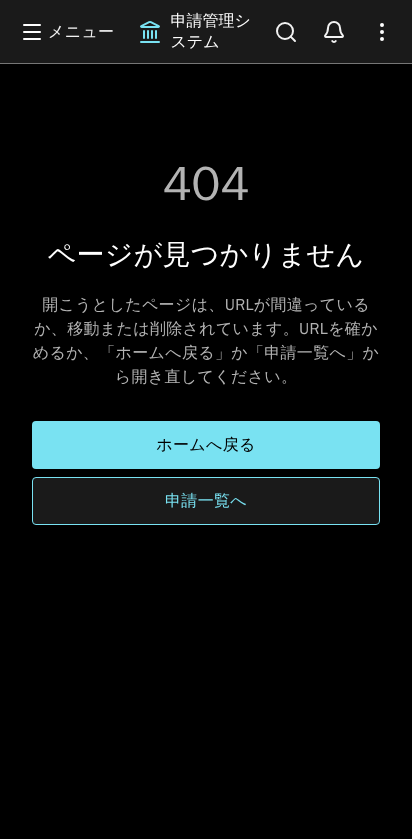 メニュー
申請管理シ
ステム
404
ページが見つかりません
開こうとしたページは、URLが間違っている
か、移動または削除されています。URLを確か
めるか、「ホームへ戻る」か「申請一覧へ」か
ら開き直してください。
ホームへ戻る
申請一覧へ